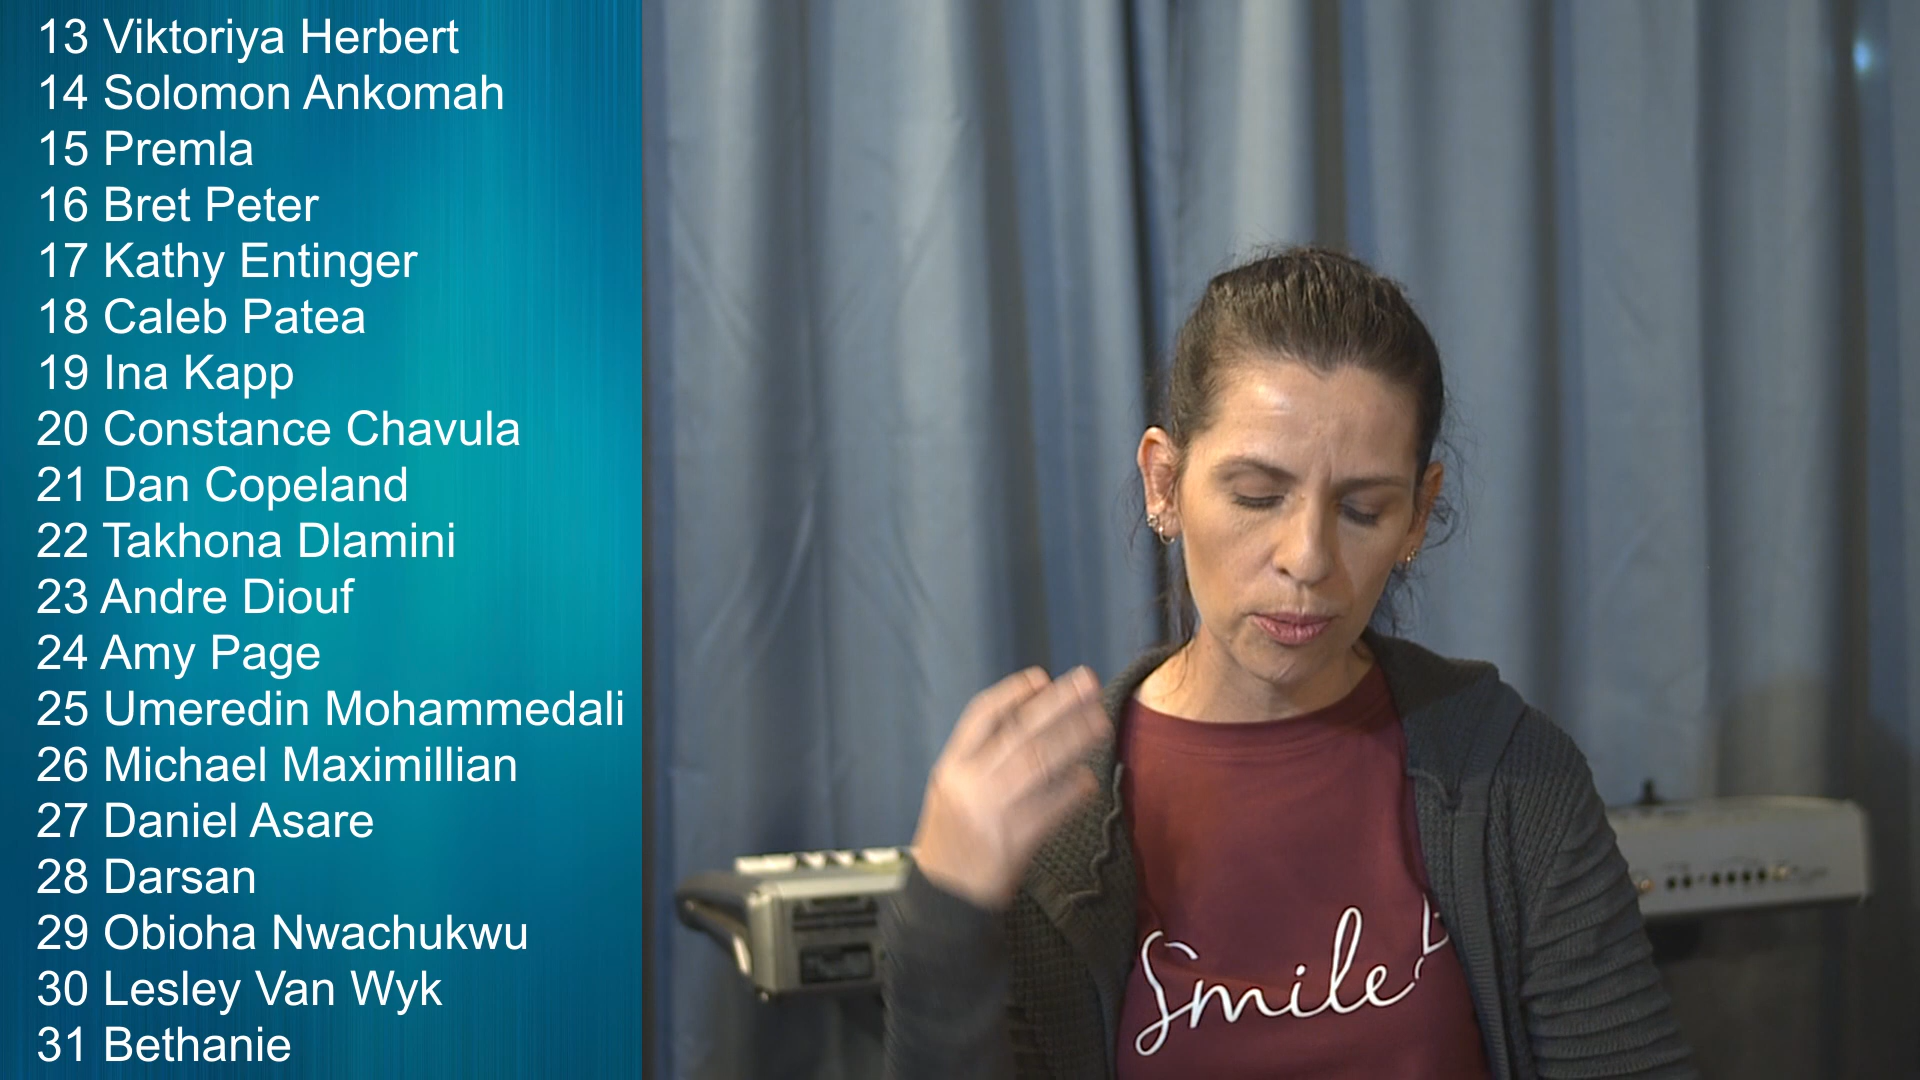 13 Viktoriya Herbert
14 Solomon Ankomah
15 Premla
16 Bret Peter
17 Kathy Entinger
18 Caleb Patea
19 Ina Kapp
20 Constance Chavula
21 Dan Copeland
22 Takhona Dlamini
23 Andre Diouf
24 Amy Page
25 Umeredin Mohammedali
26 Michael Maximillian
27 Daniel Asare
28 Darsan
29 Obioha Nwachukwu
30 Lesley Van Wyk
31 Bethanie
Smile